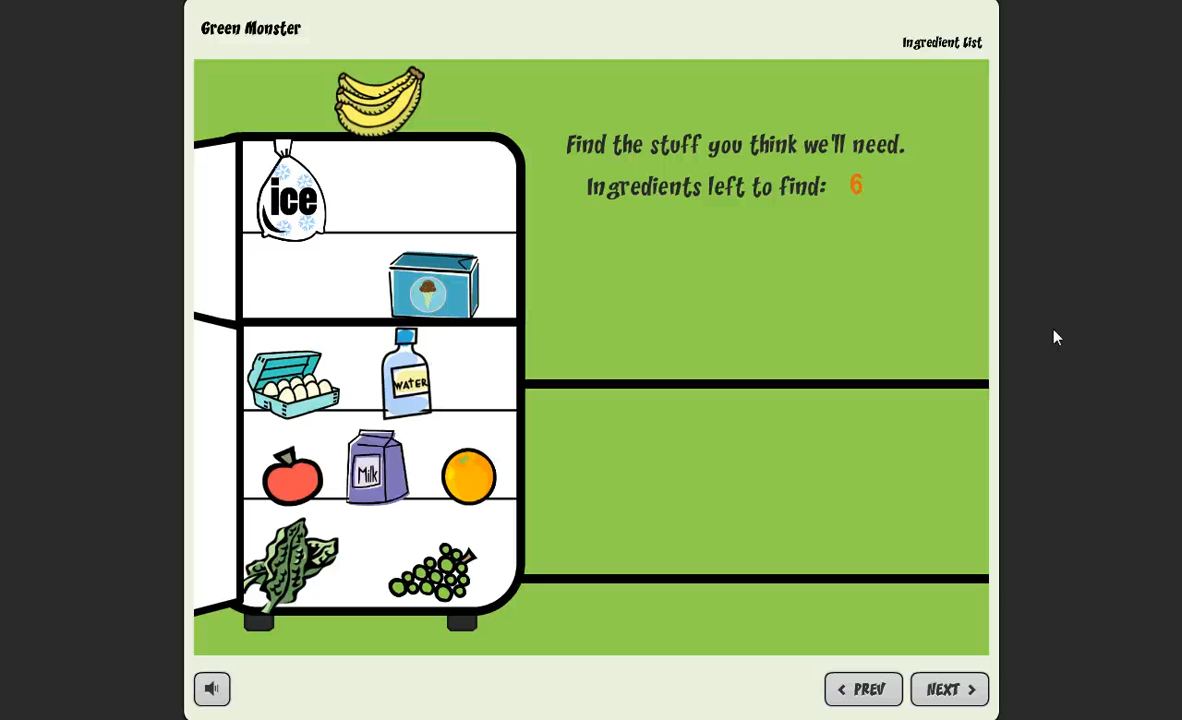 Green Monster
Ingredient List
Find the stuff you think we'll need.
Ingredients left to find: 6
ice
WATER
Milk
< PREV
NEXT >